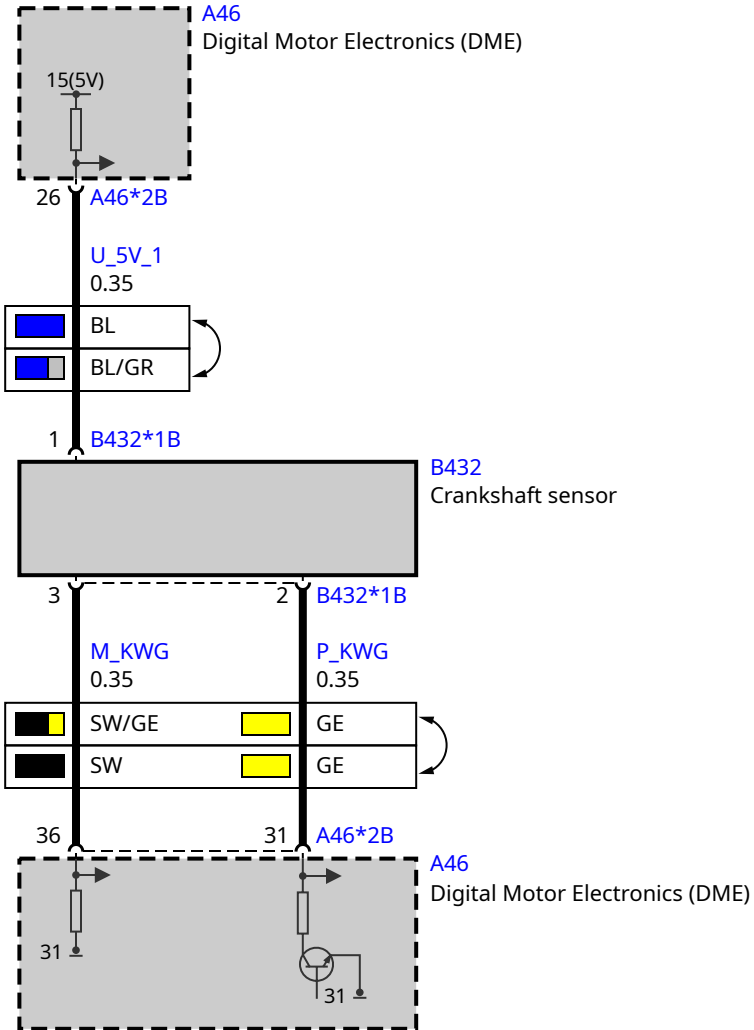 A46
Digital Motor Electronics (DME)
15(5V)
26 A46*2B
U_5V_1
0.35
BL
BL/GR
1 B432*1B
B432
Crankshaft sensor
3 2 B432*1B
M_KWG P_KWG
0.35 0.35
SW/GE GE
SW GE
36 31 A46*2B
A46
Digital Motor Electronics (DME)
31
31